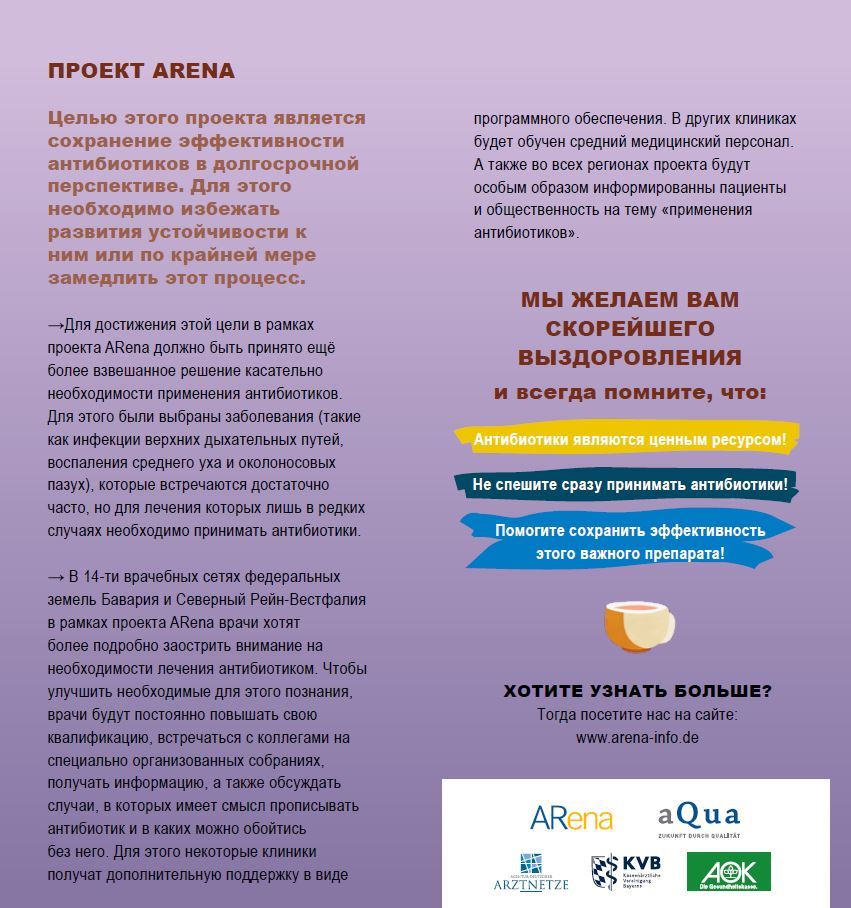 ПРОЕКТ ARENA
Целью этого проекта является
сохранение эффективности
антибиотиков в долгосрочной
перспективе. Для этого
необходимо избежать
развития устойчивости к
ним или по крайней мере
замедлить этот процесс.
→Для достижения этой цели в рамках
проекта ARena должно быть принято ещё
более взвешанное решение касательно
необходимости применения антибиотиков.
Для этого были выбраны заболевания (такие
как инфекции верхних дыхательных путей,
воспаления среднего уха и околоносовых
пазух), которые встречаются достаточно
часто, но для лечения которых лишь в редких
случаях необходимо принимать антибиотики.
→ В 14-ти врачебных сетях федеральных
земель Бавария и Северный Рейн-Вестфалия
в рамках проекта ARena врачи хотят
более подробно заострить внимание на
необходимости лечения антибиотиком. Чтобы
улучшить необходимые для этого познания,
врачи будут постоянно повышать свою
квалификацию, встречаться с коллегами на
специально организованных собраниях,
получать информацию, а также обсуждать
случаи, в которых имеет смысл прописывать
антибиотик и в каких можно обойтись
без него. Для этого некоторые клиники
получат дополнительную поддержку в виде
программного обеспечения. В других клиниках
будет обучен средний медицинский персонал.
А также во всех регионах проекта будут
особым образом информированны пациенты
и общественность на тему «применения
антибиотиков».
МЫ ЖЕЛАЕМ ВАМ
СКОРЕЙШЕГО
ВЫЗДОРОВЛЕНИЯ
и всегда помните, что:
Антибиотики являются ценным ресурсом!
Не спешите сразу принимать антибиотики!
Помогите сохранить эффективность
этого важного препарата!
ХОТИТЕ УЗНАТЬ БОЛЬШЕ?
Тогда посетите нас на сайте:
www.arena-info.de
ARena
aQua
ZUKUNFT DURCH QUALITÄT
AGENTUR DEUTSCHER
ARZTNETZE
KVB
Kassenärztliche
Vereinigung
Bayerns
AOK
Die Gesundheitskasse.